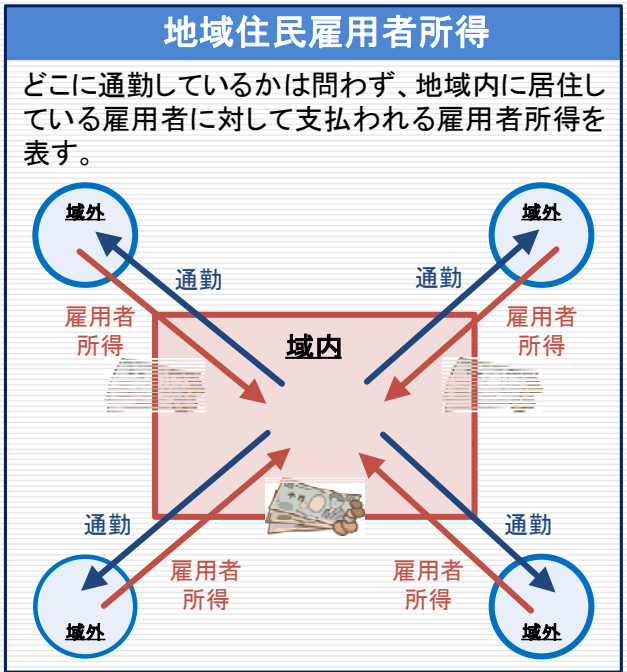 地域住民雇用者所得
どこに通勤しているかは問わず、地域内に居住し
ている雇用者に対して支払われる雇用者所得を
表す。
域外
域外
通勤
通勤
雇用者
所得
雇用者
所得
域内
通勤
通勤
雇用者
所得
雇用者
所得
域外
域外